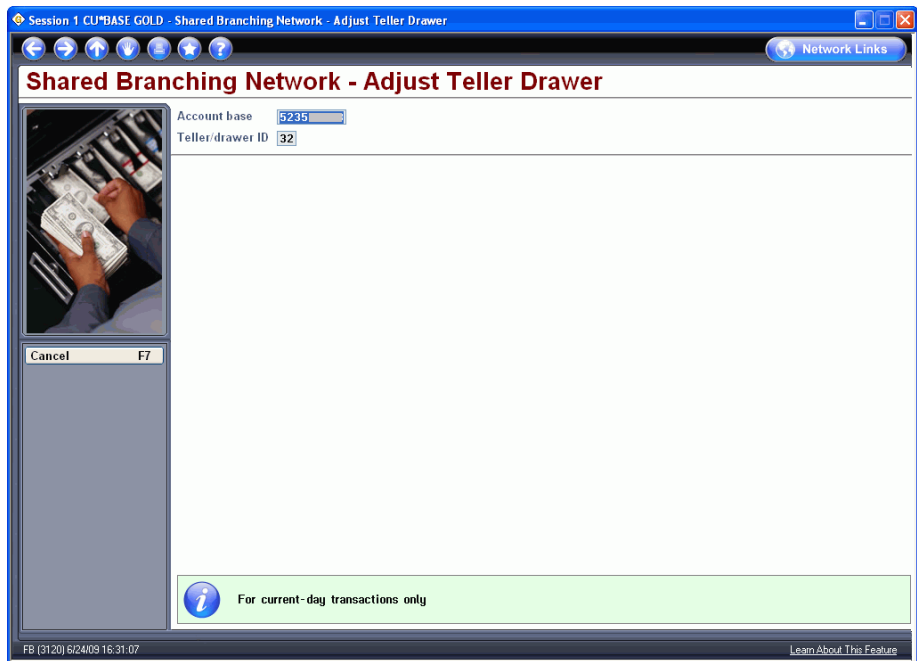 Session 1 CU*BASE GOLD - Shared Branching Network - Adjust Teller Drawer
Network Links
Shared Branching Network - Adjust Teller Drawer
Account base 5235
Teller/drawer ID 32
Cancel F7
For current-day transactions only
FB (3120) 6/24/09 16:31:07
Learn About This Feature